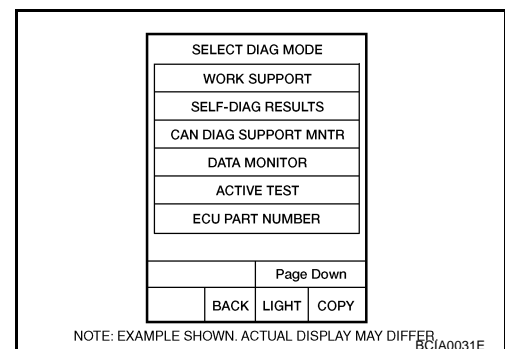 SELECT DIAG MODE
WORK SUPPORT
SELF-DIAG RESULTS
CAN DIAG SUPPORT MNTR
DATA MONITOR
ACTIVE TEST
ECU PART NUMBER
Page Down
BACK LIGHT COPY
NOTE: EXAMPLE SHOWN. ACTUAL DISPLAY MAY DIFFER.
BCIA0031E